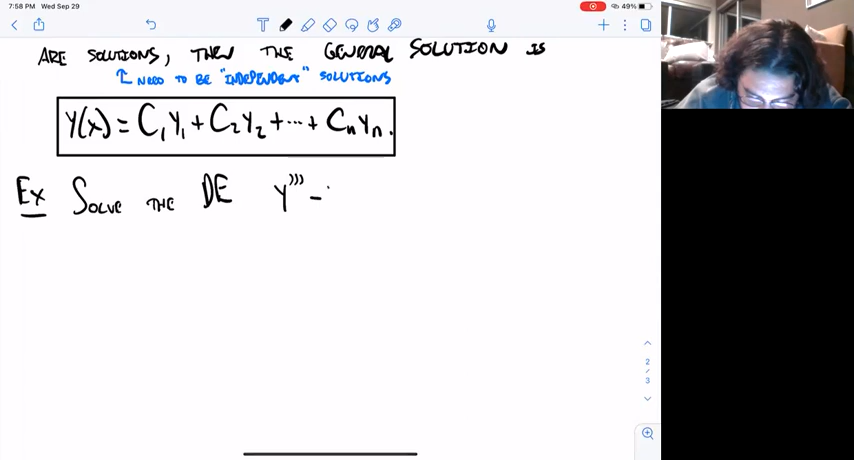 7:58 PM Wed Sep 29
49%
ARE SOLUTIONS, THEN THE GENERAL SOLUTION IS
↑ NEED TO BE "INDEPENDENT" SOLUTIONS
Y(x) = C₁Y₁ + C₂Y₂ + ... + CₙYₙ.
Ex SOLVE THE DE Y''' -
2
/
3